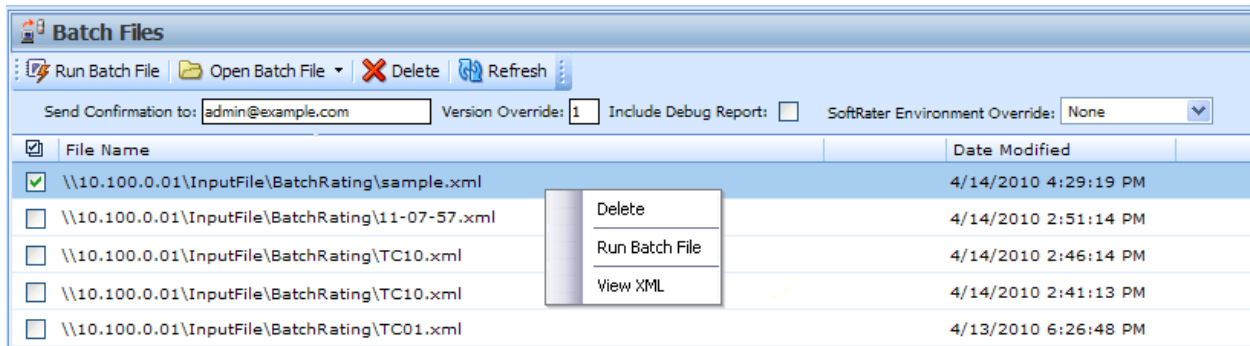 Batch Files
Run Batch File Open Batch File Delete Refresh
Send Confirmation to: admin@example.com Version Override: 1 Include Debug Report: SoftRater Environment Override: None
File Name Date Modified
\\10.100.0.01\InputFile\BatchRating\sample.xml 4/14/2010 4:29:19 PM
\\10.100.0.01\InputFile\BatchRating\11-07-57.xml 4/14/2010 2:51:14 PM
\\10.100.0.01\InputFile\BatchRating\TC10.xml 4/14/2010 2:46:14 PM
\\10.100.0.01\InputFile\BatchRating\TC10.xml 4/14/2010 2:41:13 PM
\\10.100.0.01\InputFile\BatchRating\TC01.xml 4/13/2010 6:26:48 PM
Delete
Run Batch File
View XML